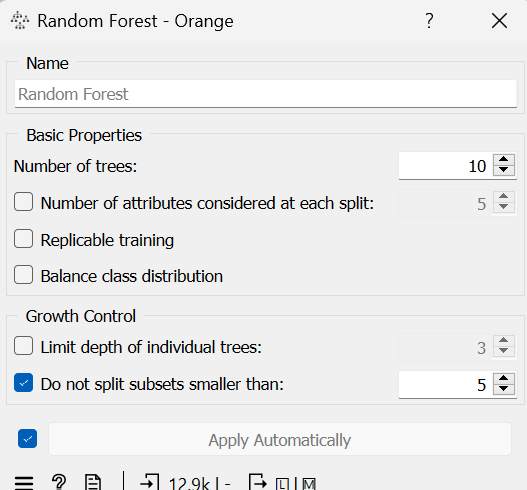 Random Forest - Orange ?
Name
Random Forest
Basic Properties
Number of trees: 10
Number of attributes considered at each split: 5
Replicable training
Balance class distribution
Growth Control
Limit depth of individual trees: 3
Do not split subsets smaller than: 5
Apply Automatically
? 12.9k | - L | M